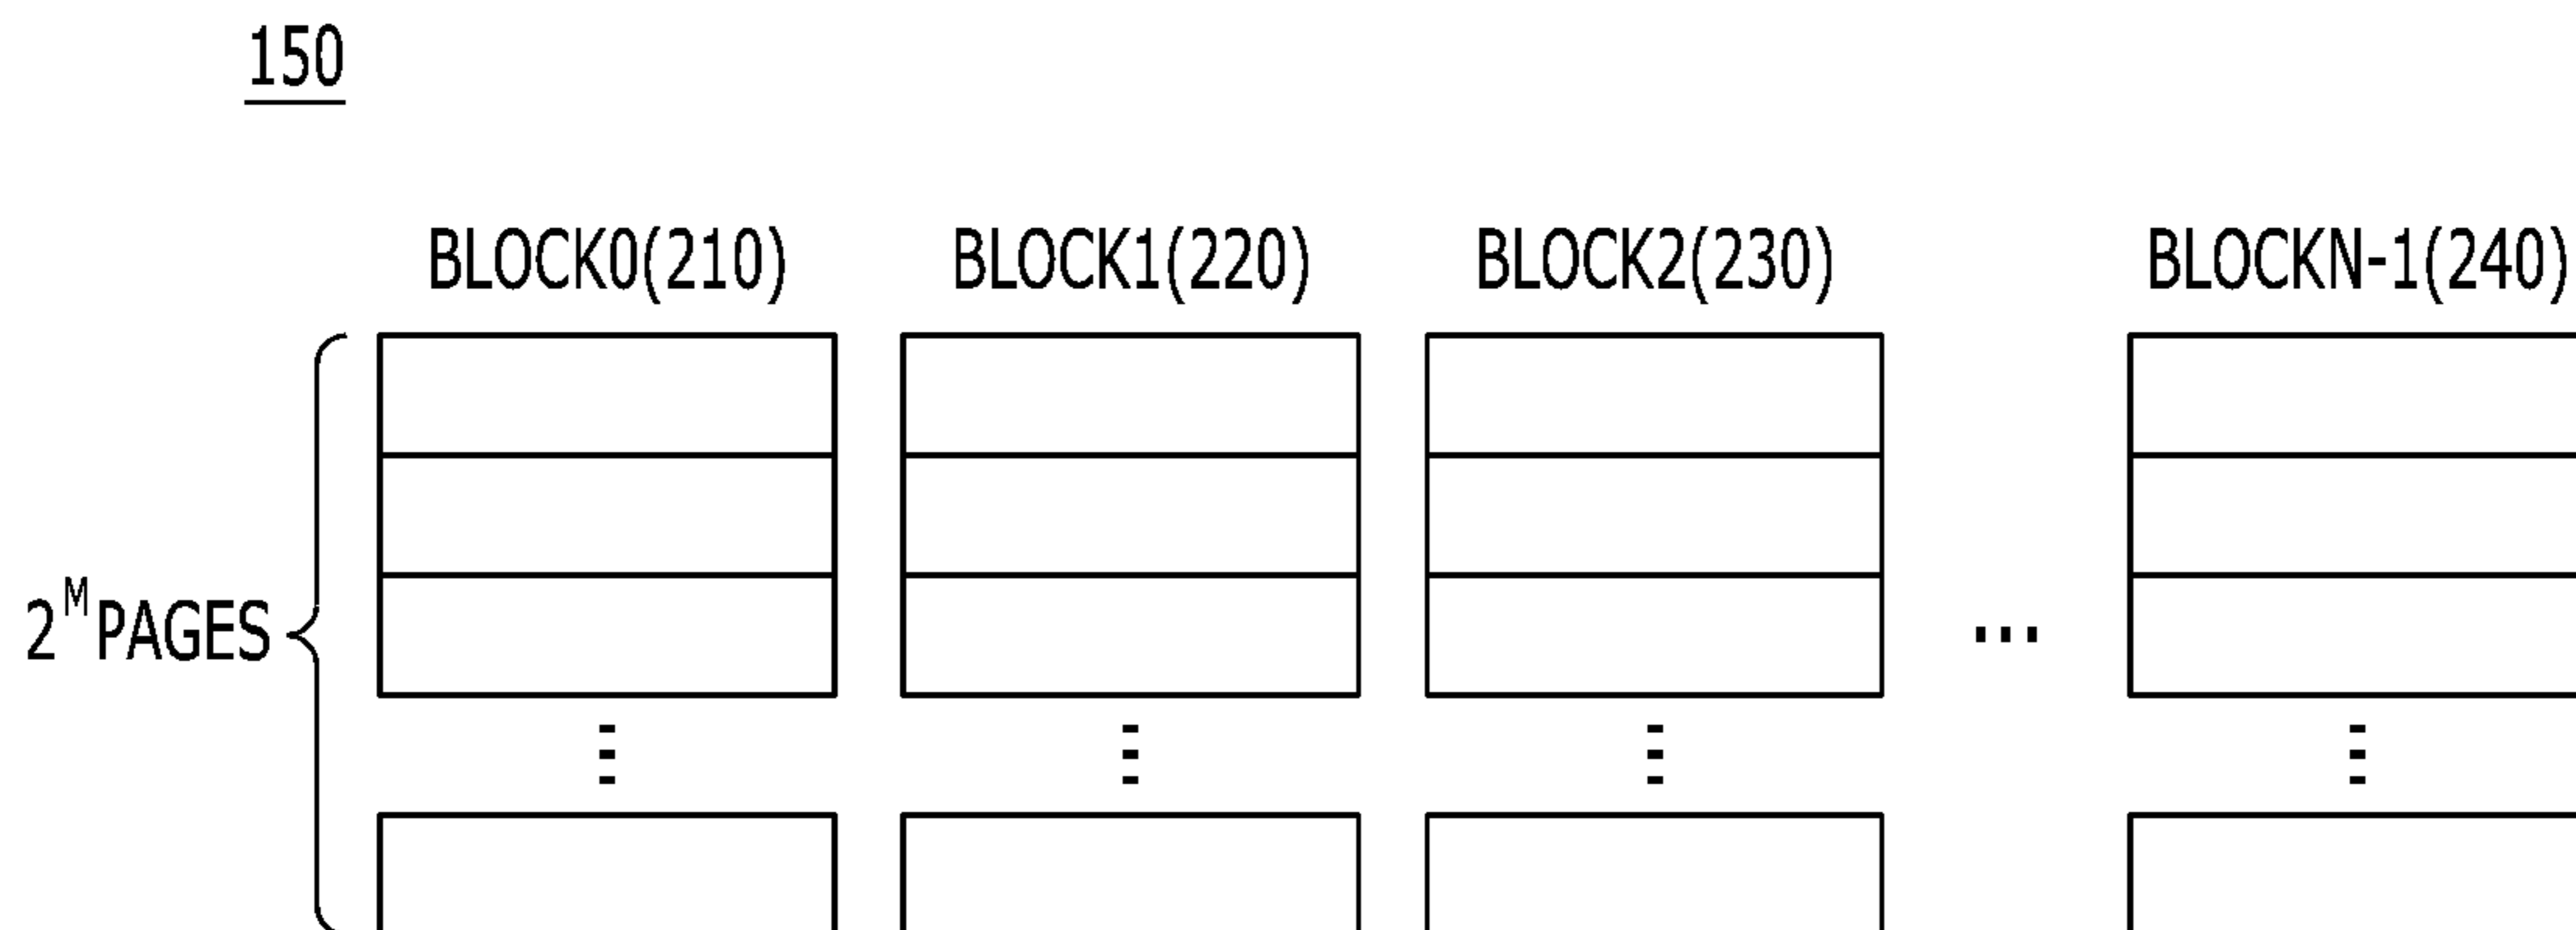 150
BLOCK0(210) BLOCK1(220) BLOCK2(230) BLOCKN-1(240)
2^M PAGES
...